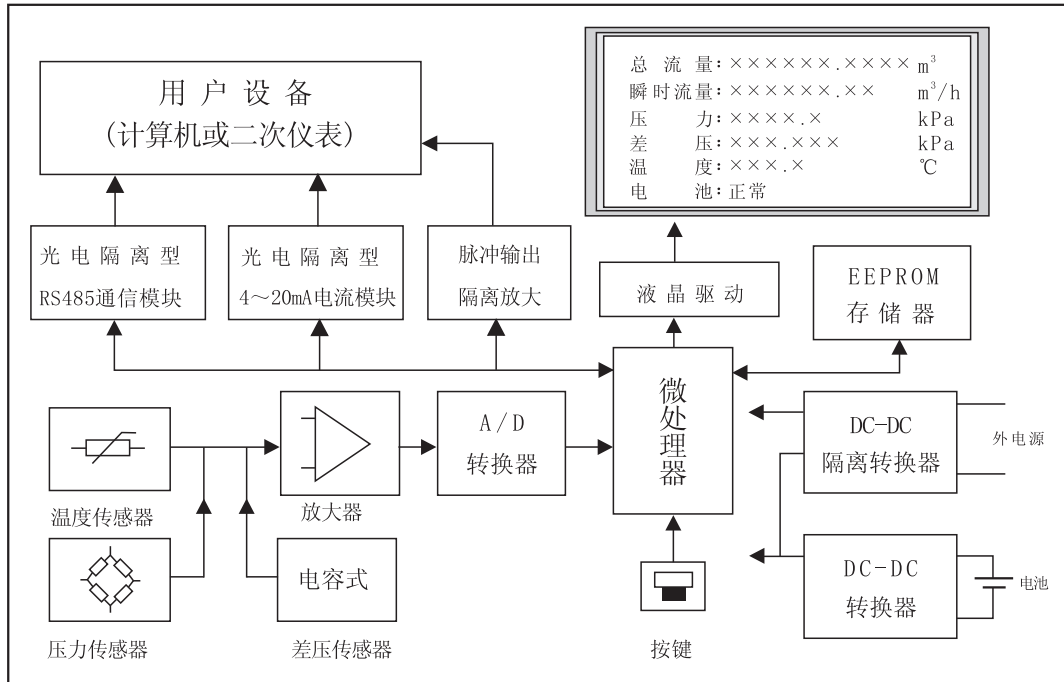 用户设备
(计算机或二次仪表)
总流量:××××××.×××× m³
瞬时流量:××××××.×× m³/h
压力:××××.× kPa
差压:×××.××× kPa
温度:×××.× ℃
电池:正常
光电隔离型
RS485通信模块
光电隔离型
4～20mA电流模块
脉冲输出
隔离放大
液晶驱动
EEPROM
存储器
微处理器
A/D
转换器
放大器
温度传感器
压力传感器
电容式
差压传感器
按键
DC-DC
隔离转换器
外电源
DC-DC
转换器
电池